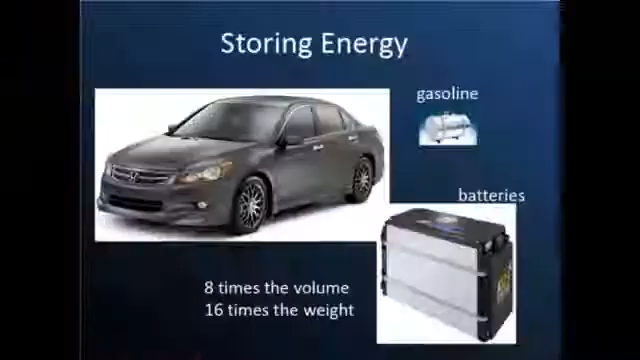 Storing Energy
gasoline
batteries
8 times the volume
16 times the weight